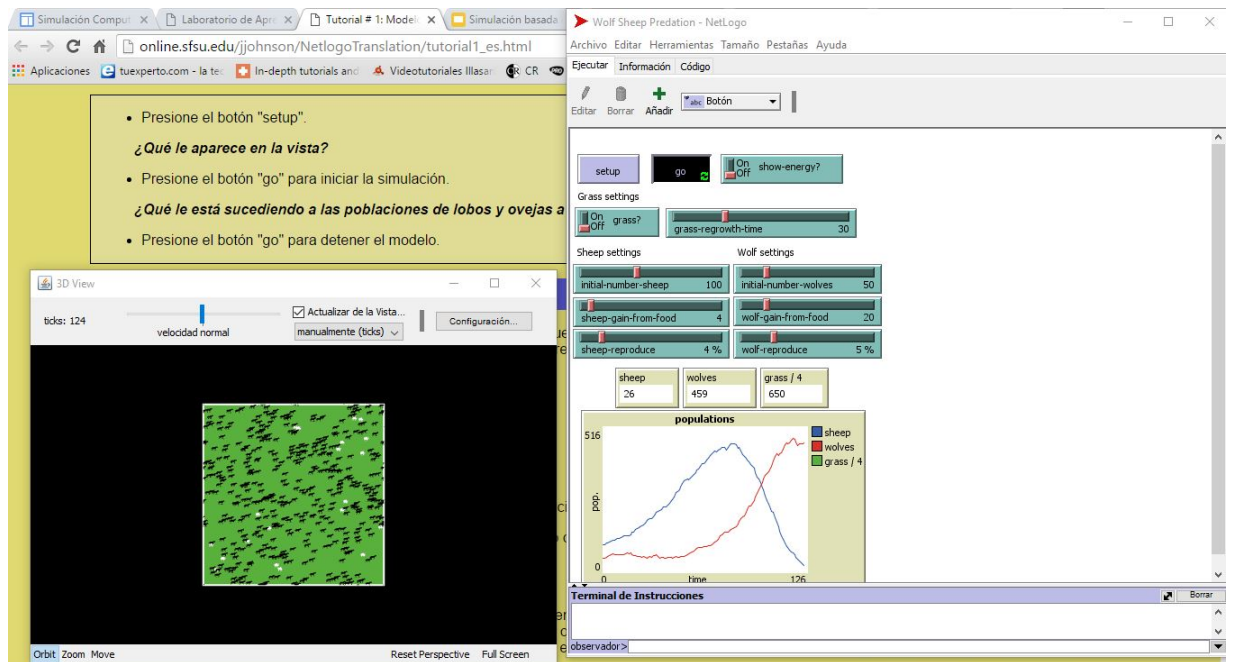 Simulación Comput
Laboratorio de Apre
Tutorial # 1: Model
Simulación basada
online.sfsu.edu/jjohnson/NetlogoTranslation/tutorial1_es.html
Aplicaciones
tuexperto.com - la tec
In-depth tutorials and
Videotutoriales Illasar
CR
• Presione el botón "setup".
¿Qué le aparece en la vista?
• Presione el botón "go" para iniciar la simulación.
¿Qué le está sucediendo a las poblaciones de lobos y ovejas a
• Presione el botón "go" para detener el modelo.
3D View
ticks: 124
velocidad normal
Actualizar de la Vista...
manualmente (ticks)
Configuración...
Orbit Zoom Move
Reset Perspective Full Screen
Wolf Sheep Predation - NetLogo
Archivo Editar Herramientas Tamaño Pestañas Ayuda
Ejecutar Información Código
Editar Borrar Añadir
abc Botón
setup
go
On
Off
show-energy?
Grass settings
On
Off
grass?
grass-regrowth-time 30
Sheep settings
Wolf settings
initial-number-sheep 100
initial-number-wolves 50
sheep-gain-from-food 4
wolf-gain-from-food 20
sheep-reproduce 4 %
wolf-reproduce 5 %
sheep
26
wolves
459
grass / 4
650
populations
516
pop.
0
0
time
126
sheep
wolves
grass / 4
Terminal de Instrucciones
Borrar
observador>